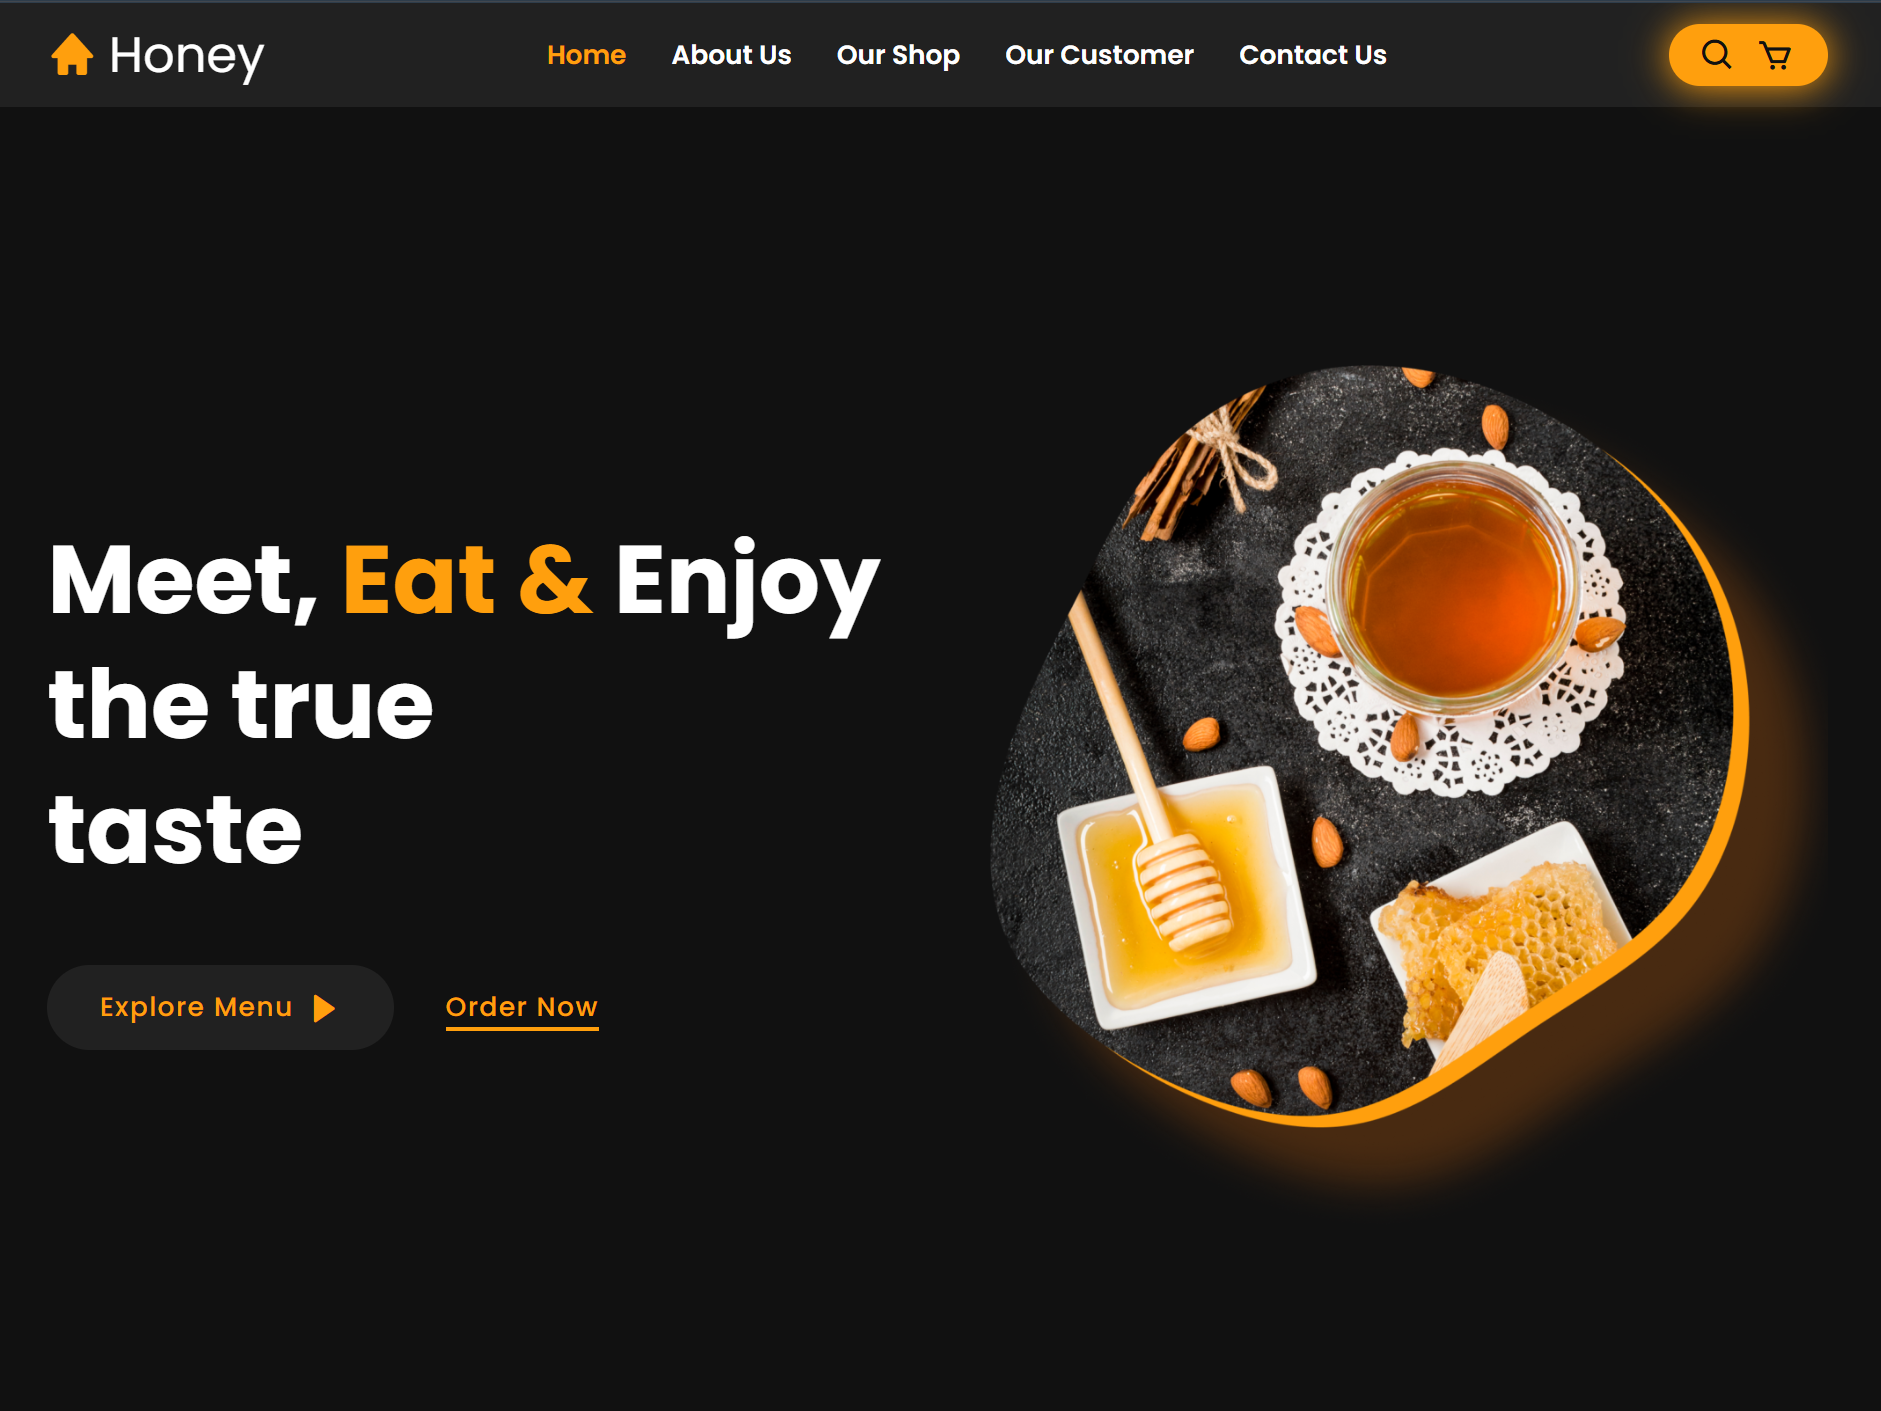 Honey
Home About Us Our Shop Our Customer Contact Us
Meet, Eat & Enjoy
the true
taste
Explore Menu
Order Now